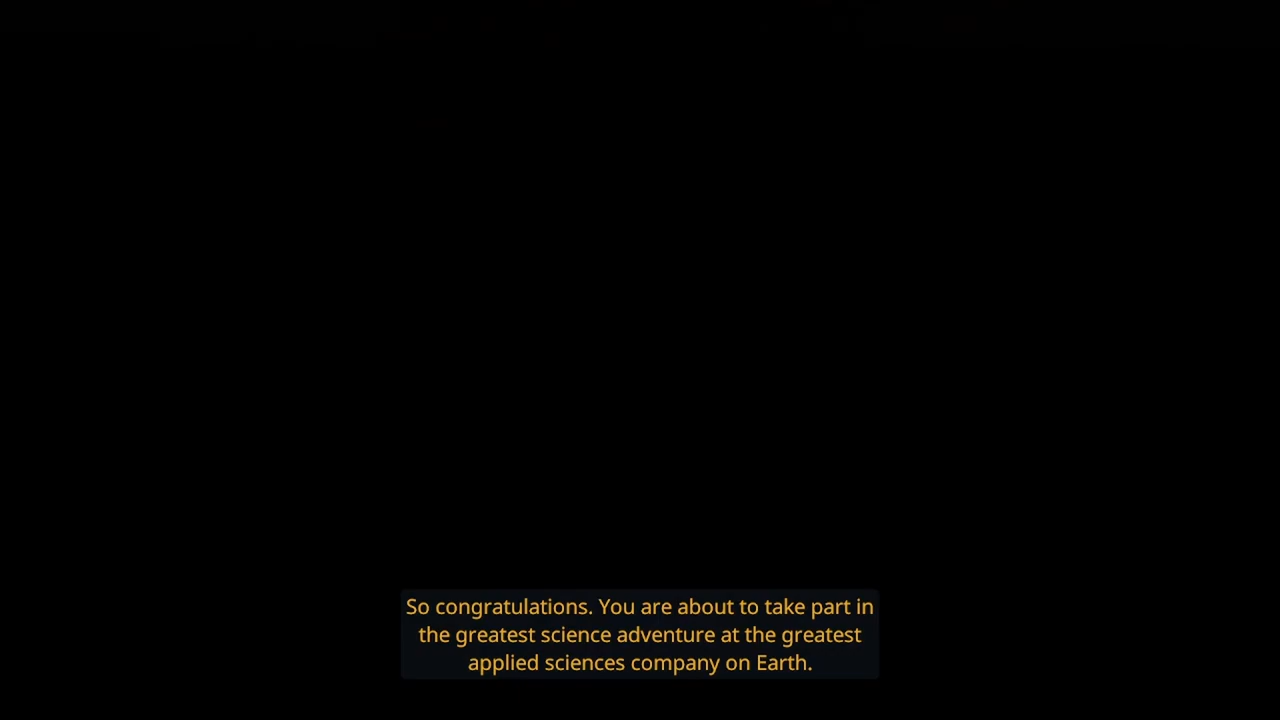 So congratulations. You are about to take part in
the greatest science adventure at the greatest
applied sciences company on Earth.